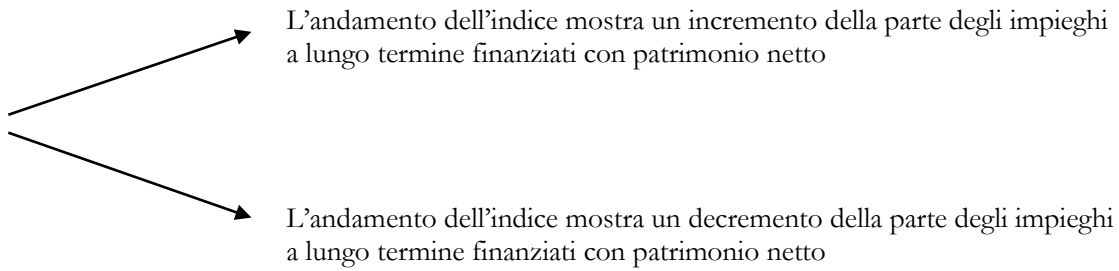 L’andamento dell’indice mostra un incremento della parte degli impieghi
a lungo termine finanziati con patrimonio netto
L’andamento dell’indice mostra un decremento della parte degli impieghi
a lungo termine finanziati con patrimonio netto